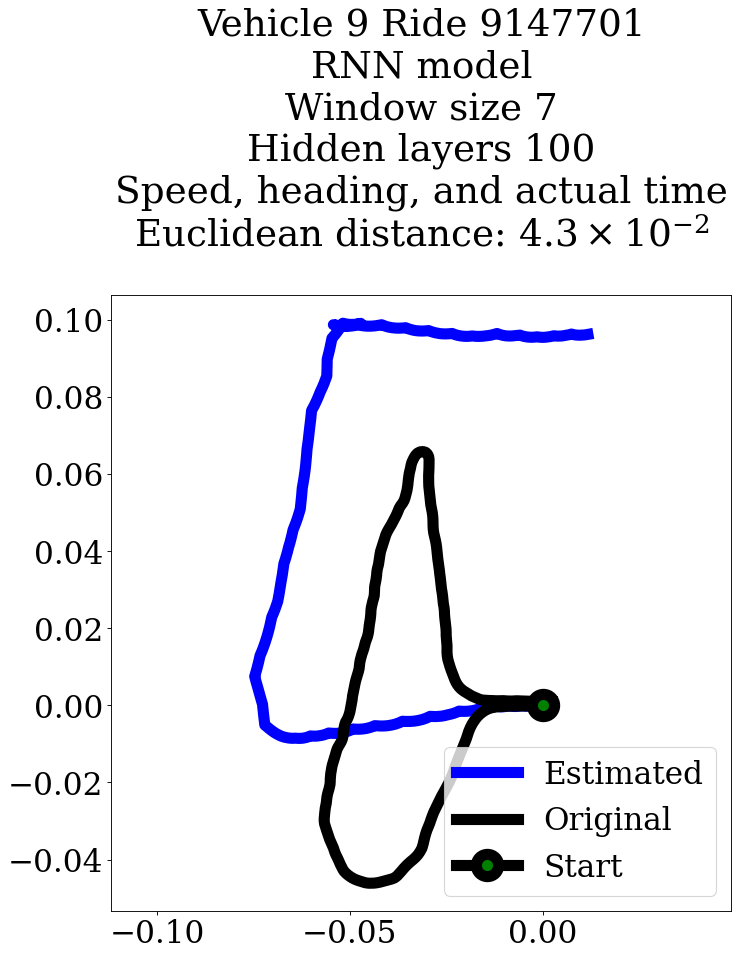 Vehicle 9 Ride 9147701
RNN model
Window size 7
Hidden layers 100
Speed, heading, and actual time
Euclidean distance: 4.3 × 10⁻²
0.10
0.08
0.06
0.04
0.02
0.00
−0.02
−0.04
Estimated
Original
Start
−0.10
−0.05
0.00